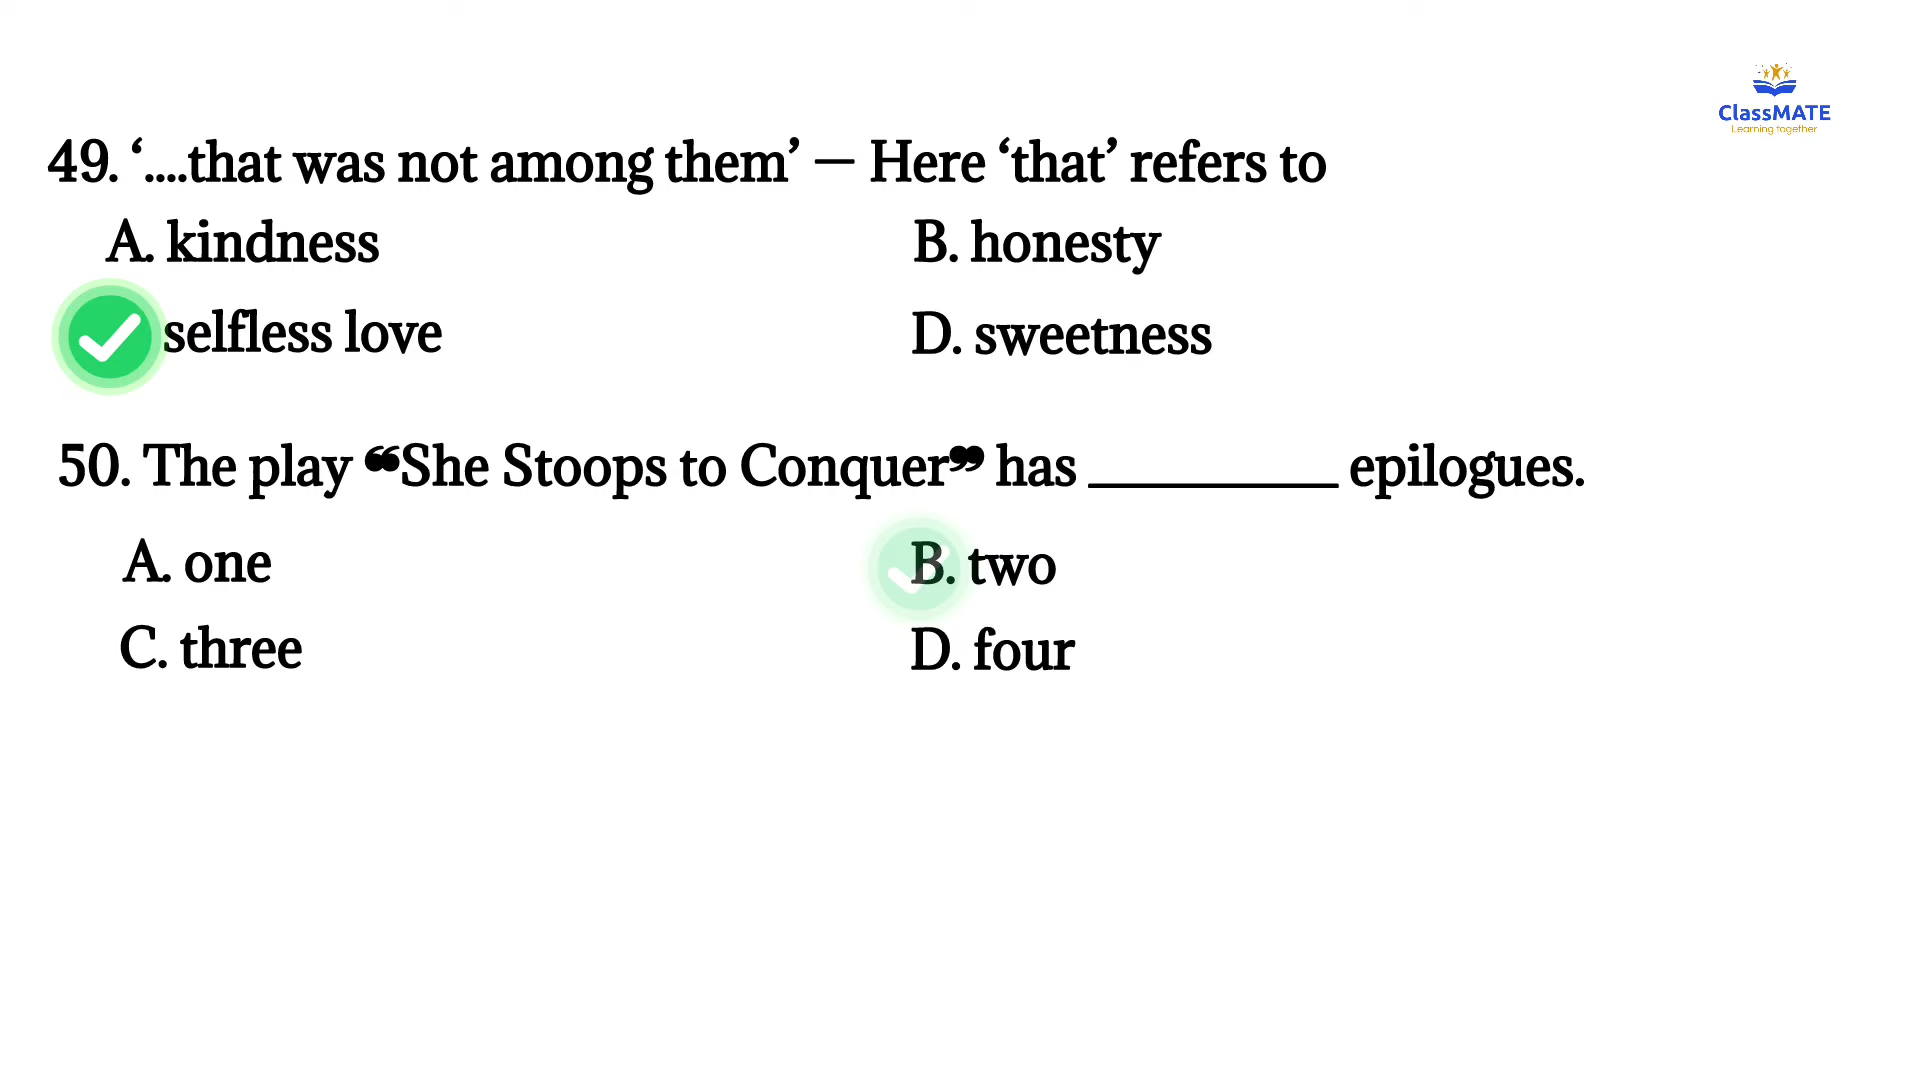 ClassMATE
Learning together
49. ‘....that was not among them’ — Here ‘that’ refers to
A. kindness
B. honesty
selfless love
D. sweetness
50. The play ❝She Stoops to Conquer❞ has __________ epilogues.
A. one
B. two
C. three
D. four